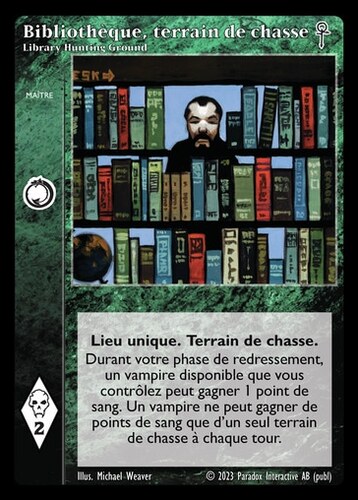 Bibliothèque, terrain de chasse
Library Hunting Ground
MAÎTRE
ESK
Lieu unique. Terrain de chasse.
Durant votre phase de redressement,
un vampire disponible que vous
contrôlez peut gagner 1 point de
sang. Un vampire ne peut gagner de
points de sang que d'un seul terrain
de chasse à chaque tour.
2
Illus. Michael Weaver
© 2023 Paradox Interactive AB (publ)